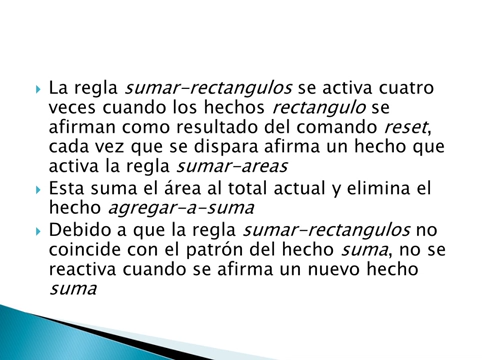 La regla sumar-rectangulos se activa cuatro
veces cuando los hechos rectangulo se
afirman como resultado del comando reset,
cada vez que se dispara afirma un hecho que
activa la regla sumar-areas
Esta suma el área al total actual y elimina el
hecho agregar-a-suma
Debido a que la regla sumar-rectangulos no
coincide con el patrón del hecho suma, no se
reactiva cuando se afirma un nuevo hecho
suma